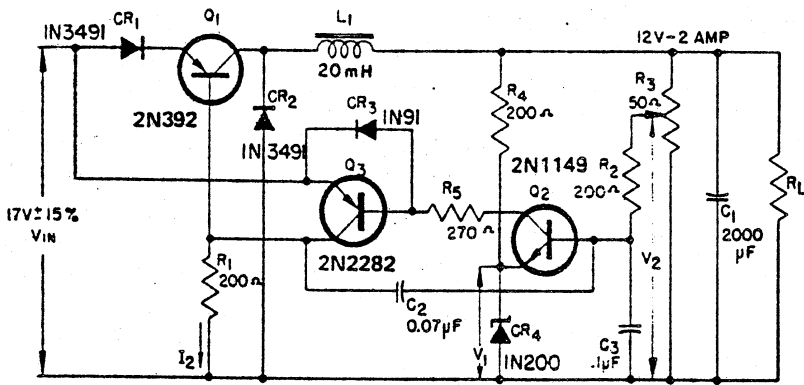 IN3491
CR1
Q1
2N392
L1
20mH
CR2
IN3491
CR3
IN91
Q3
2N2282
R1
200Ω
I2
17V±15%
VIN
R5
270Ω
C2
0.07μF
R4
200Ω
2N1149
Q2
R2
200Ω
12V-2 AMP
R3
50Ω
V1
CR4
IN200
V2
C3
.1μF
C1
2000
μF
RL